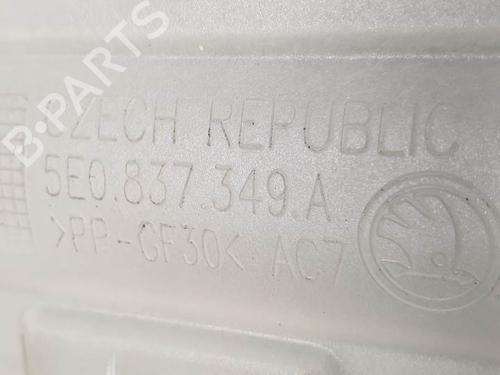 B-PARTS
CZECH REPUBLIC
5E0.837.349.A
>PP-GF30< AC7